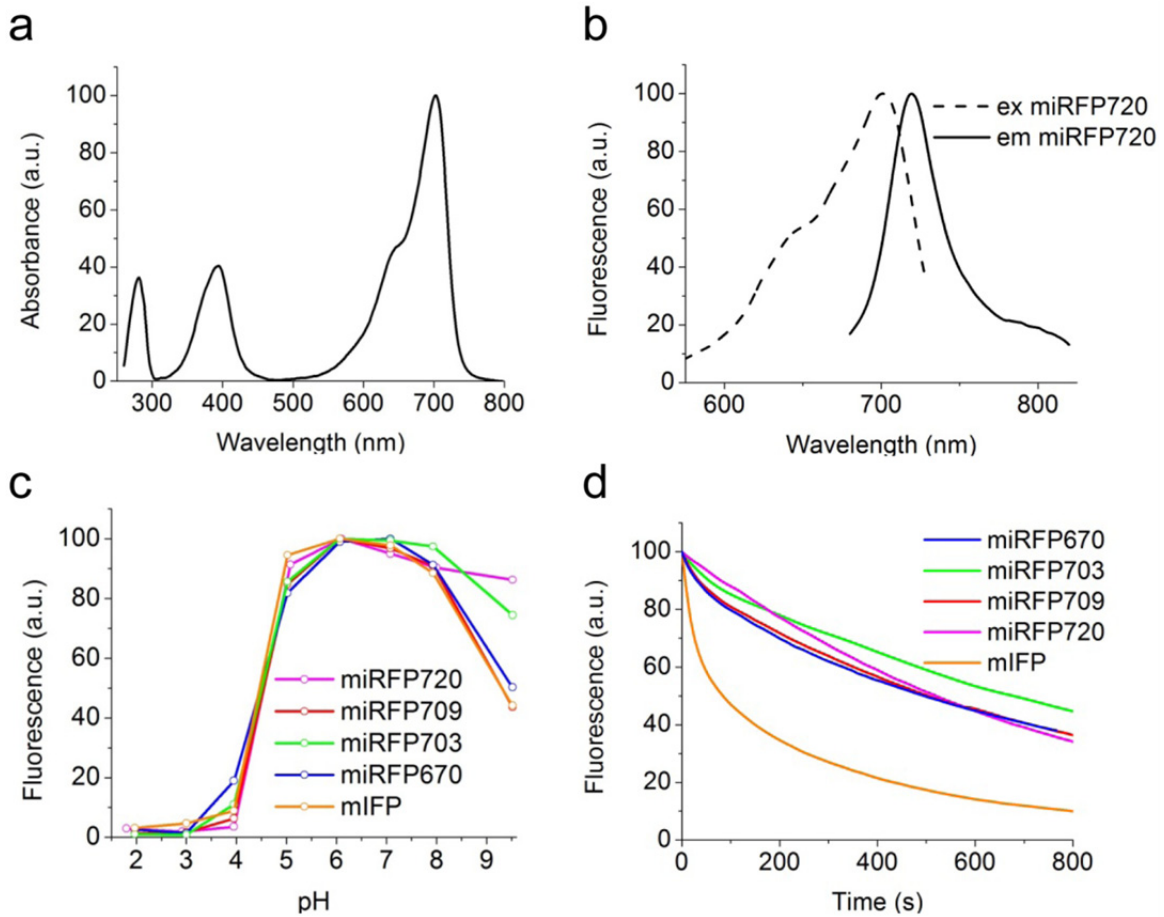 a
Absorbance (a.u.)
100
80
60
40
20
0
300 400 500 600 700 800
Wavelength (nm)
b
Fluorescence (a.u.)
100
80
60
40
20
0
ex miRFP720
em miRFP720
600 700 800
Wavelength (nm)
c
Fluorescence (a.u.)
100
80
60
40
20
0
miRFP720
miRFP709
miRFP703
miRFP670
mIFP
2 3 4 5 6 7 8 9
pH
d
Fluorescence (a.u.)
100
80
60
40
20
0
miRFP670
miRFP703
miRFP709
miRFP720
mIFP
0 200 400 600 800
Time (s)